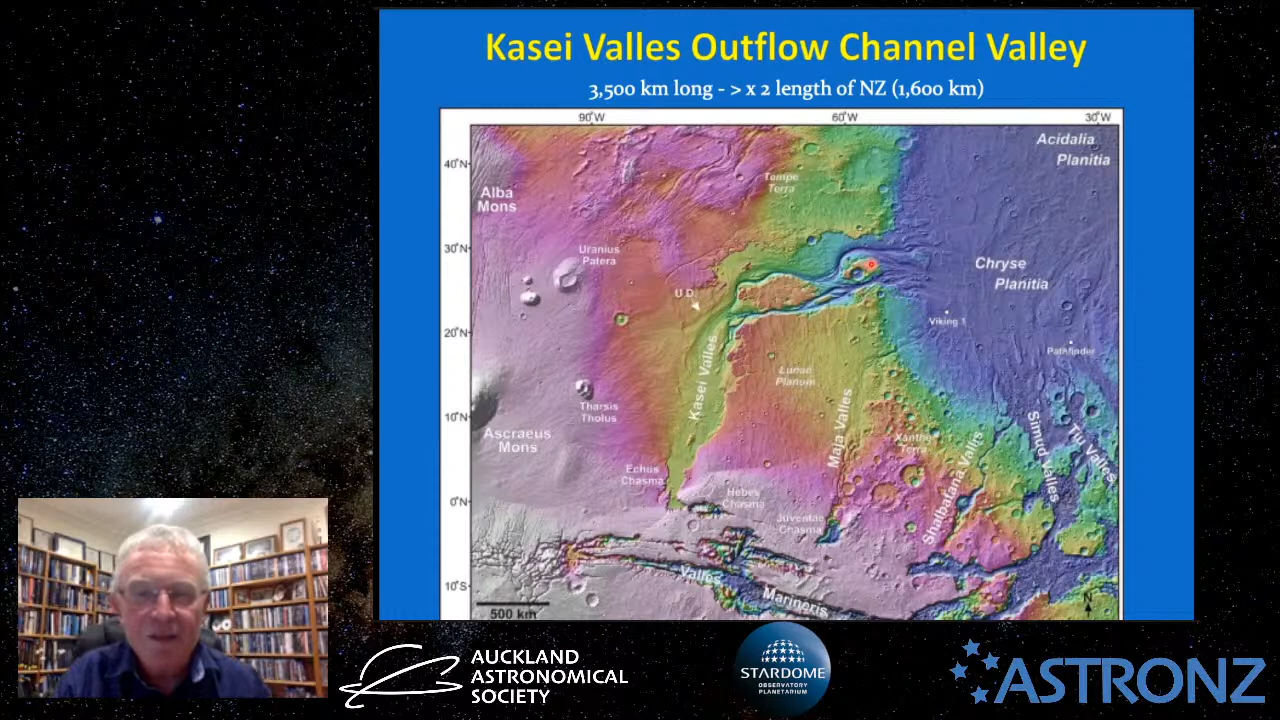 Kasei Valles Outflow Channel Valley
3,500 km long - > x 2 length of NZ (1,600 km)
90˚W
60˚W
30˚W
40˚N
30˚N
20˚N
10˚N
0˚N
10˚S
Acidalia
Planitia
Alba
Mons
Tempe
Terra
Uranius
Patera
Chryse
Planitia
U.D.
Viking 1
Pathfinder
Kasei Valles
Lunae
Planum
Tharsis
Tholus
Maja Valles
Ascraeus
Mons
Xanthe
Terra
Simud Valles
Tiu Valles
Shalbatana Vallis
Echus
Chasma
Hebes
Chasma
Juventae
Chasma
Valles
Marineris
500 km
N
AUCKLAND
ASTRONOMICAL
SOCIETY
STARDOME
OBSERVATORY
PLANETARIUM
ASTRONZ